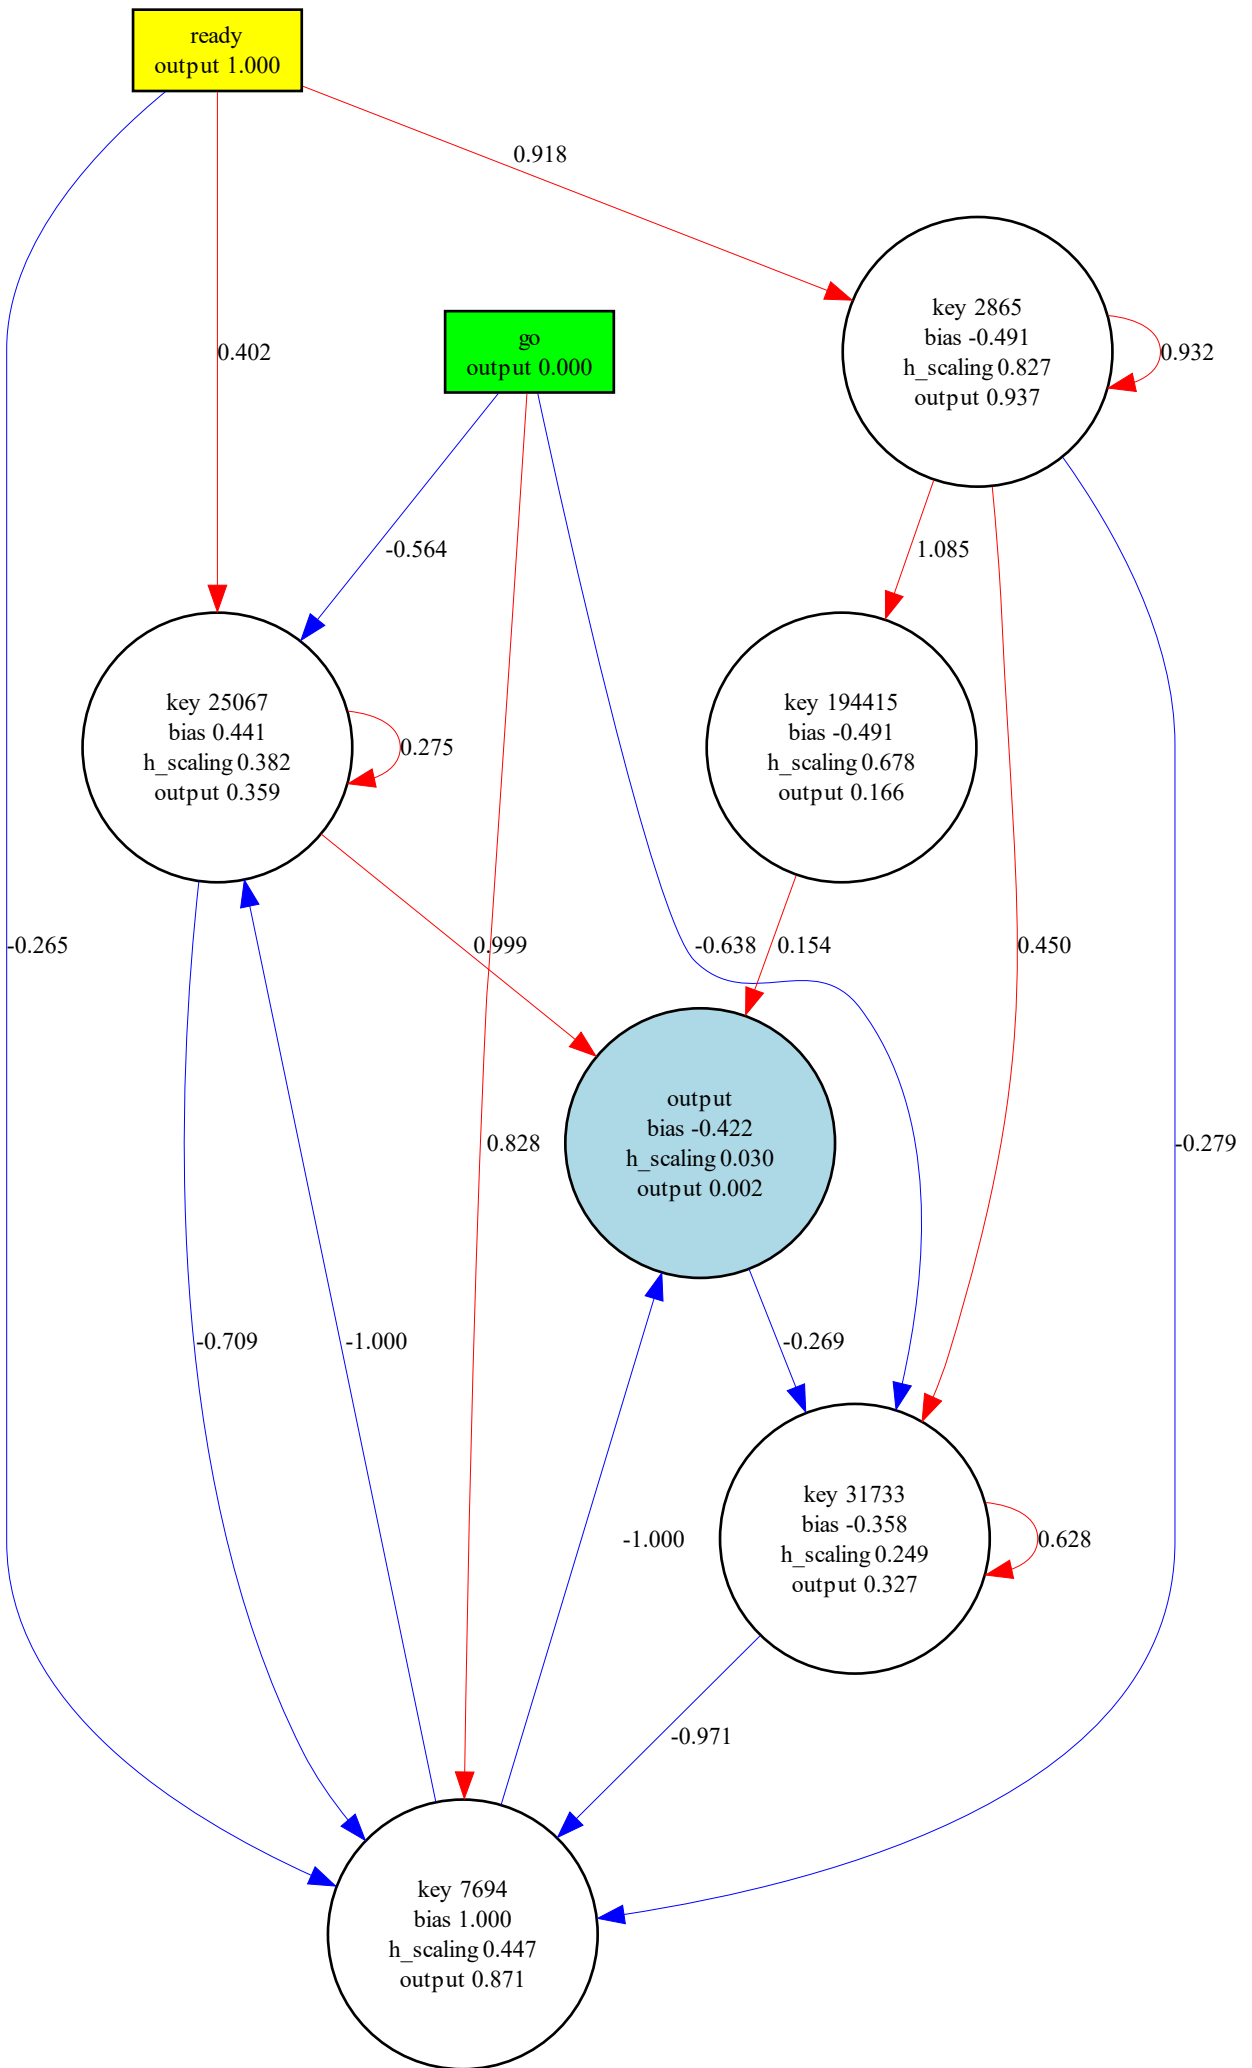 ready
output 1.000
0.918
go
output 0.000
key 2865
bias -0.491
h_scaling 0.827
output 0.937
0.402
0.932
-0.564
1.085
key 25067
bias 0.441
h_scaling 0.382
output 0.359
0.275
key 194415
bias -0.491
h_scaling 0.678
output 0.166
-0.265
0.999
-0.638
0.154
0.450
output
bias -0.422
h_scaling 0.030
output 0.002
0.828
-0.279
-0.709
-1.000
-0.269
key 31733
bias -0.358
h_scaling 0.249
output 0.327
-1.000
0.628
-0.971
key 7694
bias 1.000
h_scaling 0.447
output 0.871